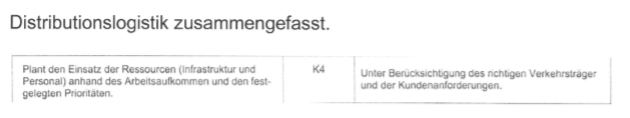 Distributionslogistik zusammengefasst.
Plant den Einsatz der Ressourcen (Infrastruktur und
Personal) anhand des Arbeitsaufkommen und den fest-
gelegten Prioritäten.
K4
Unter Berücksichtigung des richtigen Verkehrsträger
und der Kundenanforderungen.